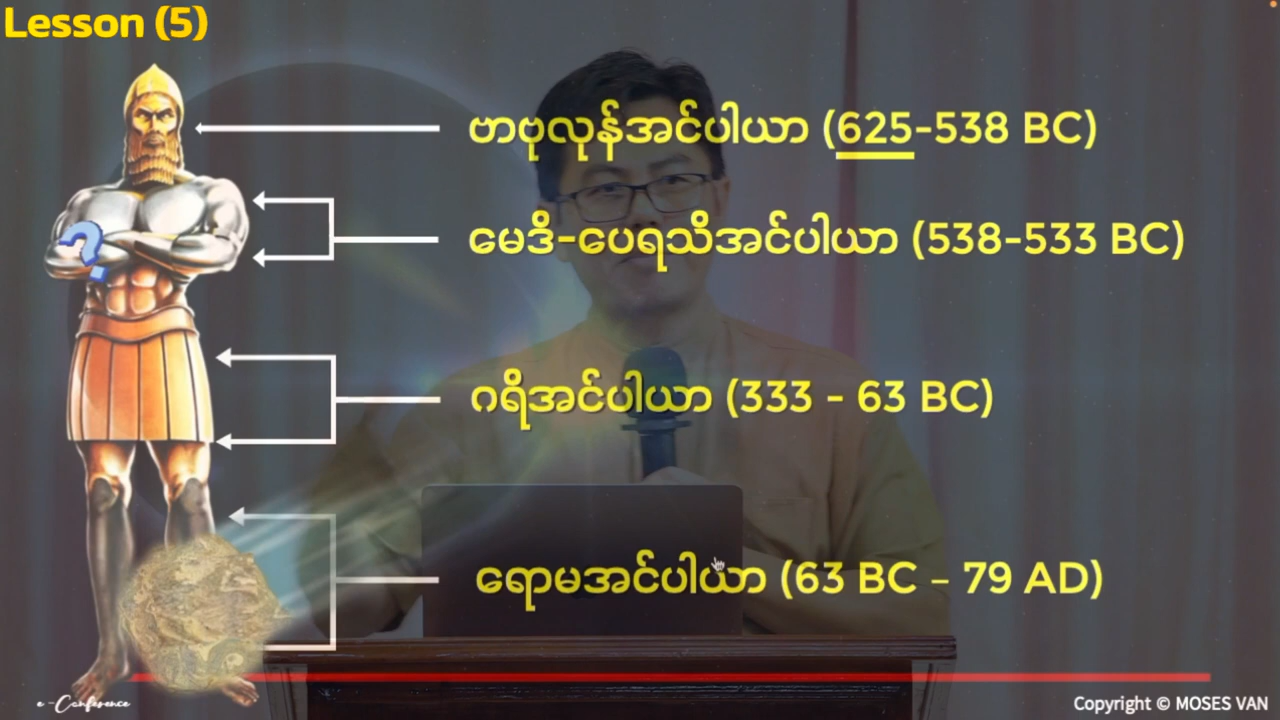 Lesson (5)
ဗာဗုလုန်အင်ပါယာ (625-538 BC)
မေဒိ-ပေရသိအင်ပါယာ (538-533 BC)
?
ဂရိအင်ပါယာ (333 - 63 BC)
ရောမအင်ပါယာ (63 BC – 79 AD)
e-Conference
Copyright © MOSES VAN